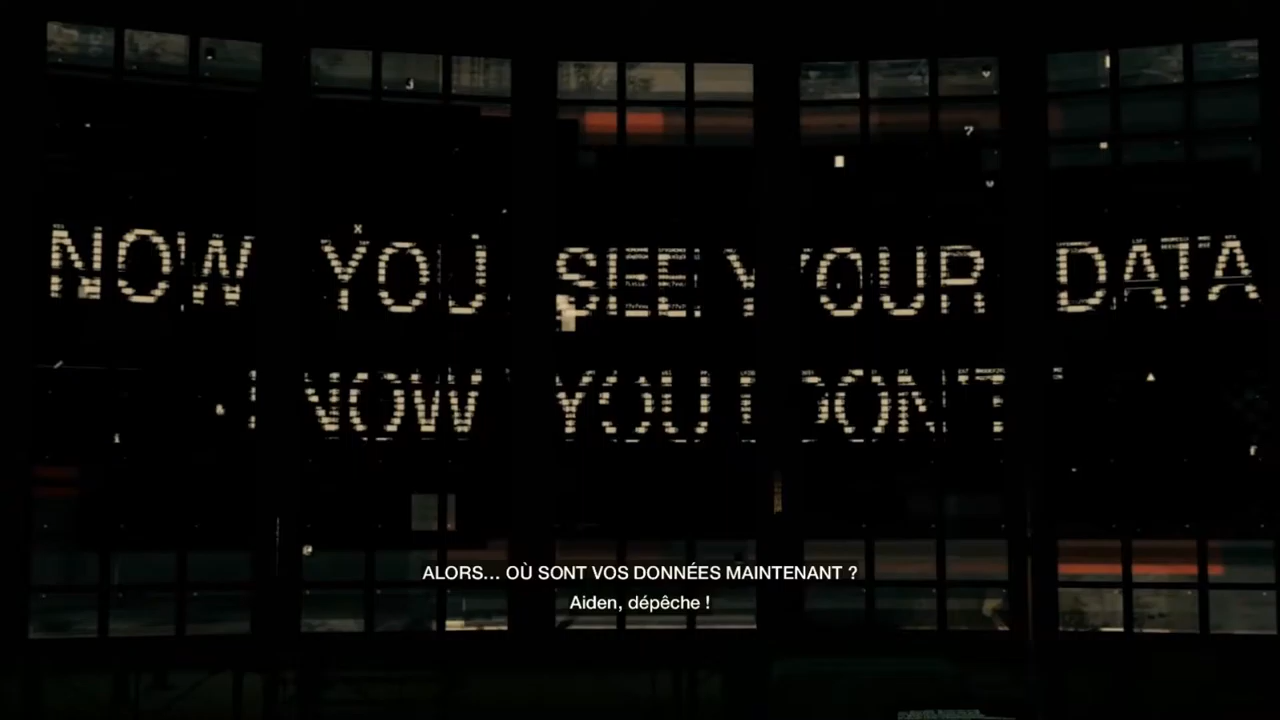 NOW YOU SEE YOUR DATA
NOW YOU DON'T
ALORS... OÙ SONT VOS DONNÉES MAINTENANT ?
Aiden, dépêche !